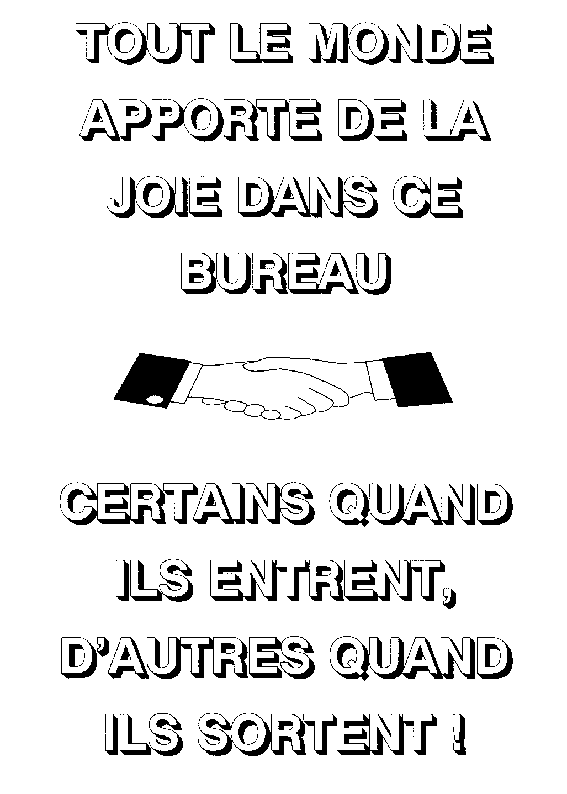 TOUT LE MONDE
APPORTE DE LA
JOIE DANS CE
BUREAU
CERTAINS QUAND
ILS ENTRENT,
D'AUTRES QUAND
ILS SORTENT !